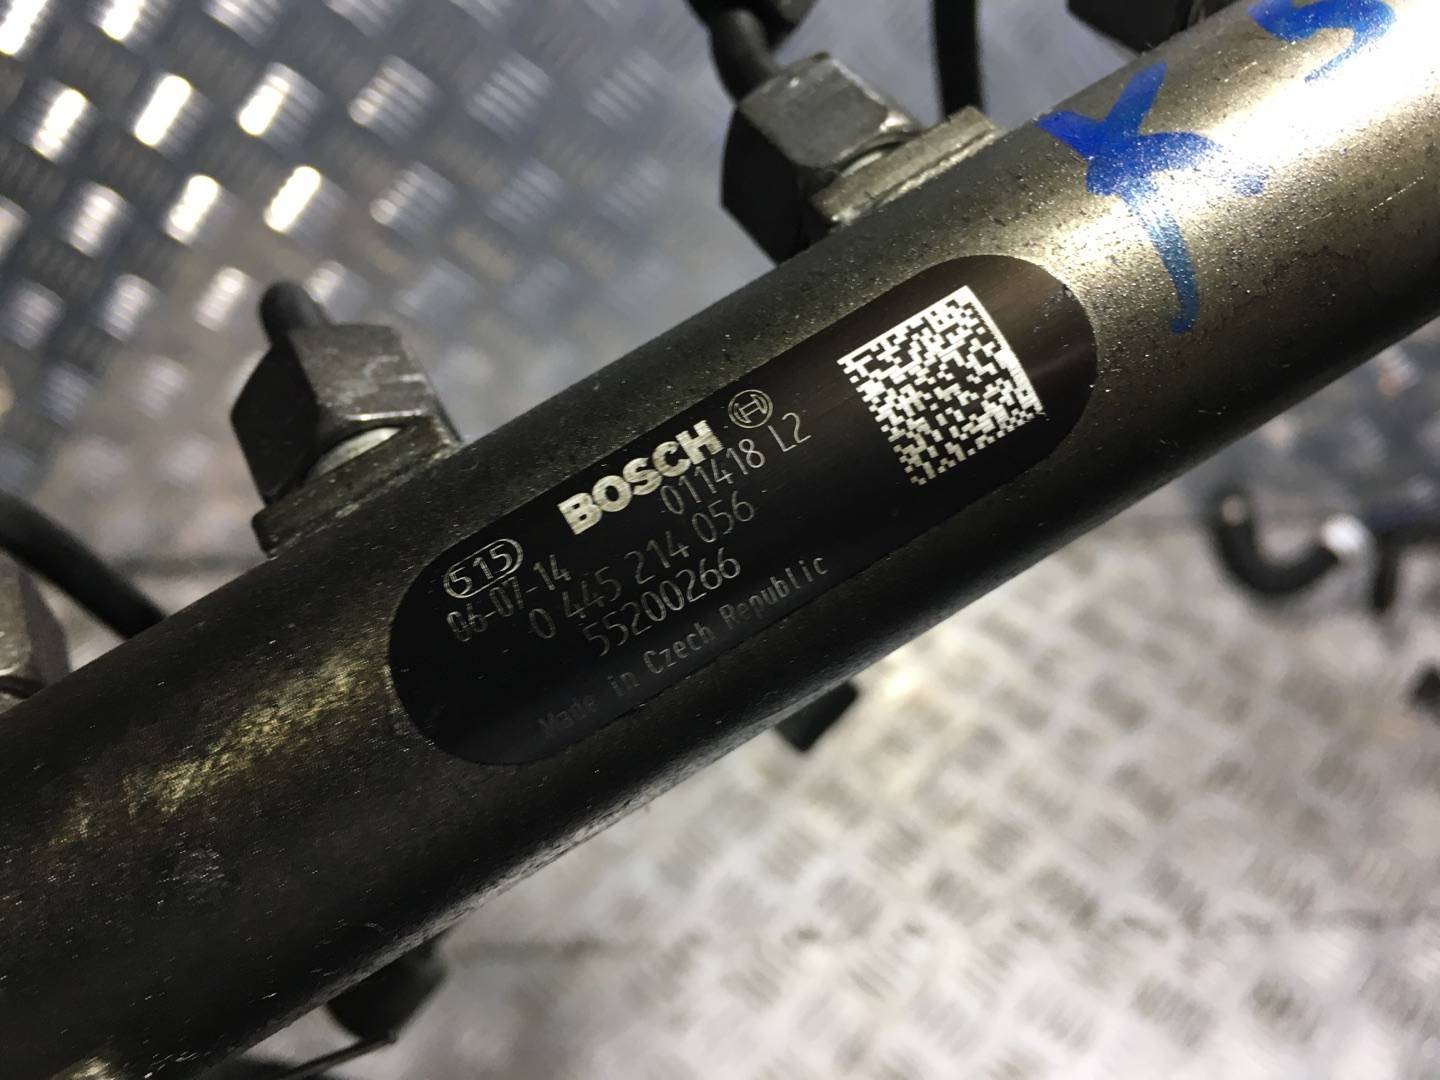 BOSCH
515 011418 L2
06-07-14
0 445 214 056
55200266
Made in Czech Republic